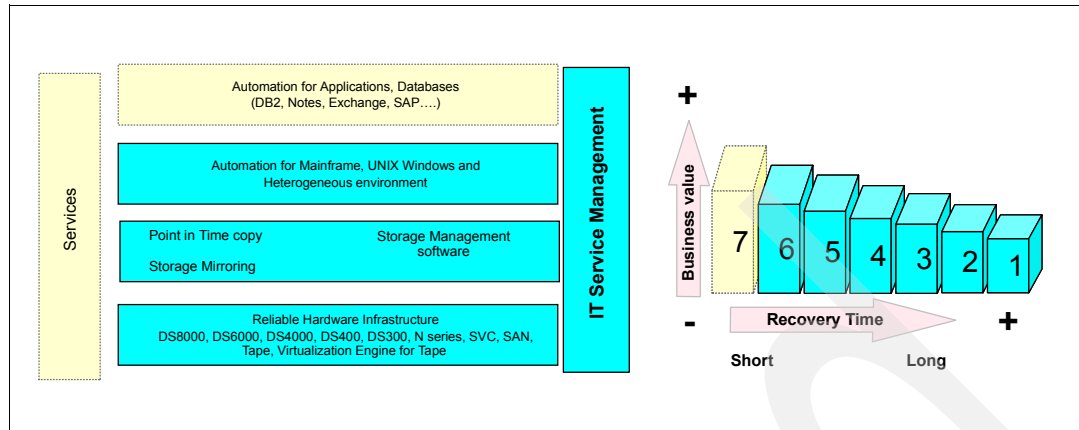 Services
Automation for Applications, Databases
(DB2, Notes, Exchange, SAP....)
Automation for Mainframe, UNIX Windows and
Heterogeneous environment
Point in Time copy
Storage Management
software
Storage Mirroring
Reliable Hardware Infrastructure
DS8000, DS6000, DS4000, DS400, DS300, N series, SVC, SAN,
Tape, Virtualization Engine for Tape
IT Service Management
+
Business value
-
7
6
5
4
3
2
1
Recovery Time
+
Short
Long